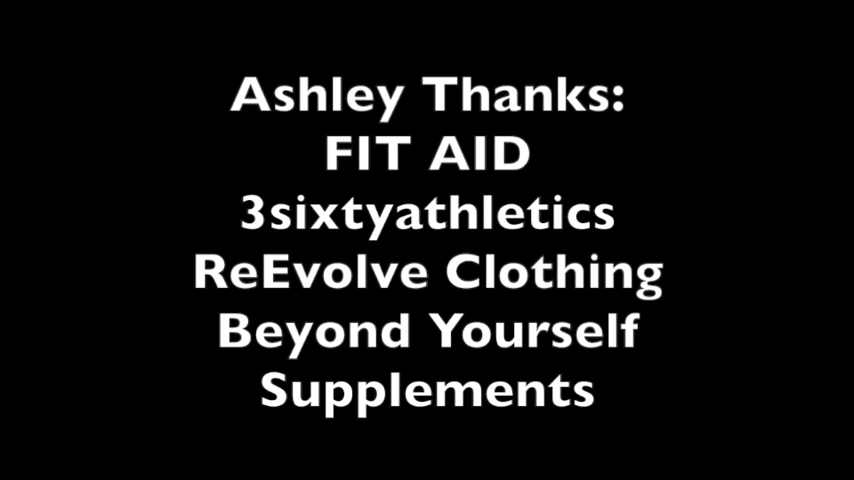 Ashley Thanks:
FIT AID
3sixtyathletics
ReEvolve Clothing
Beyond Yourself
Supplements